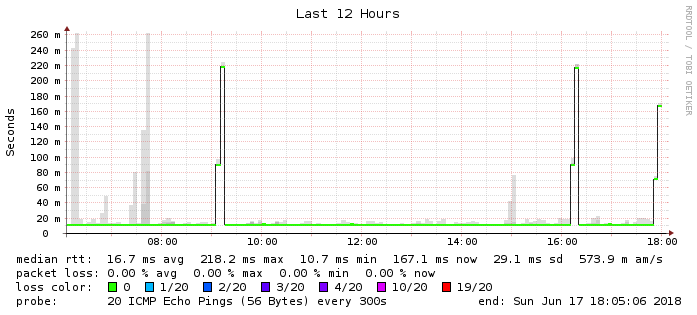 Last 12 Hours
RRDTOOL / TOBI OETIKER
Seconds
260 m
240 m
220 m
200 m
180 m
160 m
140 m
120 m
100 m
80 m
60 m
40 m
20 m
0
08:00 10:00 12:00 14:00 16:00 18:00
median rtt: 16.7 ms avg 218.2 ms max 10.7 ms min 167.1 ms now 29.1 ms sd 573.9 m am/s
packet loss: 0.00 % avg 0.00 % max 0.00 % min 0.00 % now
loss color: 0 1/20 2/20 3/20 4/20 10/20 19/20
probe: 20 ICMP Echo Pings (56 Bytes) every 300s end: Sun Jun 17 18:05:06 2018